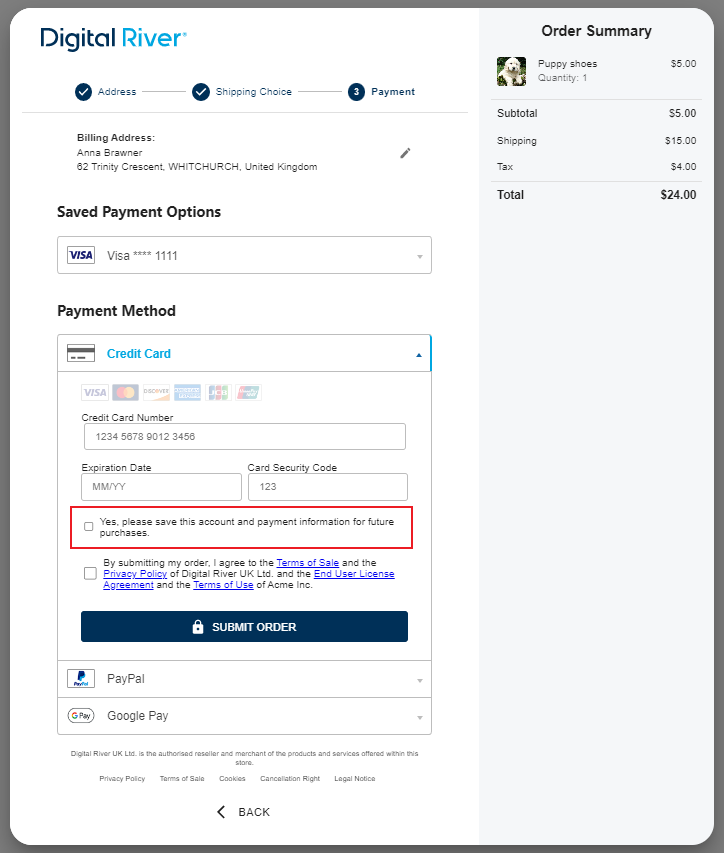 Digital River®
Address
Shipping Choice
3
Payment
Billing Address:
Anna Brawner
62 Trinity Crescent, WHITCHURCH, United Kingdom
Saved Payment Options
VISA
Visa **** 1111
Payment Method
Credit Card
VISA DISCOVER JCB
Credit Card Number
1234 5678 9012 3456
Expiration Date
Card Security Code
MM/YY
123
Yes, please save this account and payment information for future
purchases.
By submitting my order, I agree to the Terms of Sale and the
Privacy Policy of Digital River UK Ltd. and the End User License
Agreement and the Terms of Use of Acme Inc.
SUBMIT ORDER
PayPal
PayPal
G Pay
Google Pay
Digital River UK Ltd. is the authorised reseller and merchant of the products and services offered within this
store.
Privacy Policy
Terms of Sale
Cookies
Cancellation Right
Legal Notice
BACK
Order Summary
Puppy shoes
$5.00
Quantity: 1
Subtotal
$5.00
Shipping
$15.00
Tax
$4.00
Total
$24.00